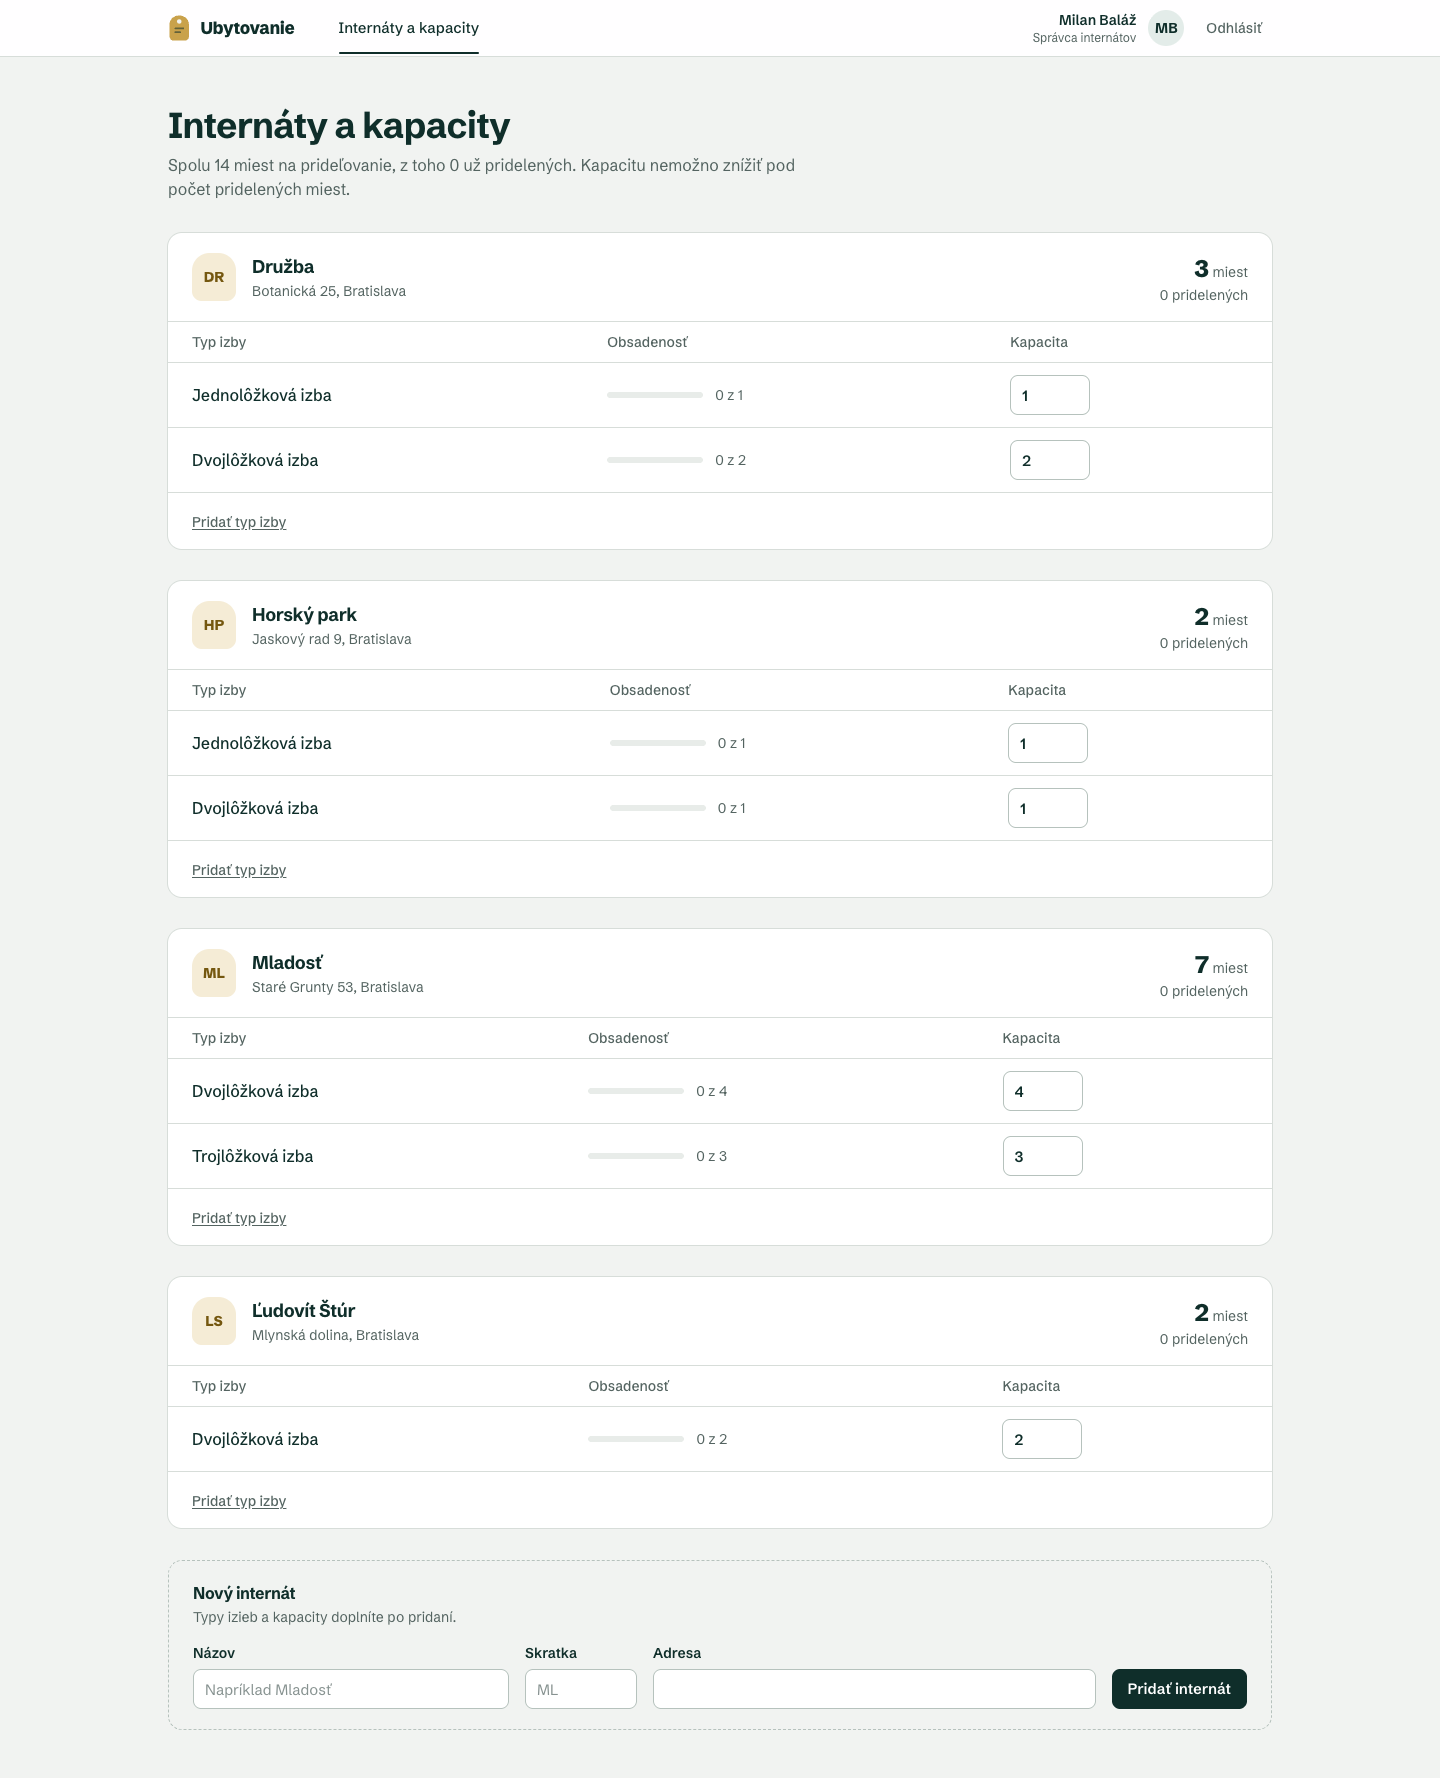 Ubytovanie
Internáty a kapacity
Milan Baláž
Správca internátov
MB
Odhlásiť
Internáty a kapacity
Spolu 14 miest na prideľovanie, z toho 0 už pridelených. Kapacitu nemožno znížiť pod
počet pridelených miest.
DR
Družba
Botanická 25, Bratislava
3 miest
0 pridelených
Typ izby Obsadenosť Kapacita
Jednolôžková izba 0 z 1 1
Dvojlôžková izba 0 z 2 2
Pridať typ izby
HP
Horský park
Jaskový rad 9, Bratislava
2 miest
0 pridelených
Typ izby Obsadenosť Kapacita
Jednolôžková izba 0 z 1 1
Dvojlôžková izba 0 z 1 1
Pridať typ izby
ML
Mladosť
Staré Grunty 53, Bratislava
7 miest
0 pridelených
Typ izby Obsadenosť Kapacita
Dvojlôžková izba 0 z 4 4
Trojlôžková izba 0 z 3 3
Pridať typ izby
LS
Ľudovít Štúr
Mlynská dolina, Bratislava
2 miest
0 pridelených
Typ izby Obsadenosť Kapacita
Dvojlôžková izba 0 z 2 2
Pridať typ izby
Nový internát
Typy izieb a kapacity doplníte po pridaní.
Názov Skratka Adresa
Napríklad Mladosť ML Pridať internát